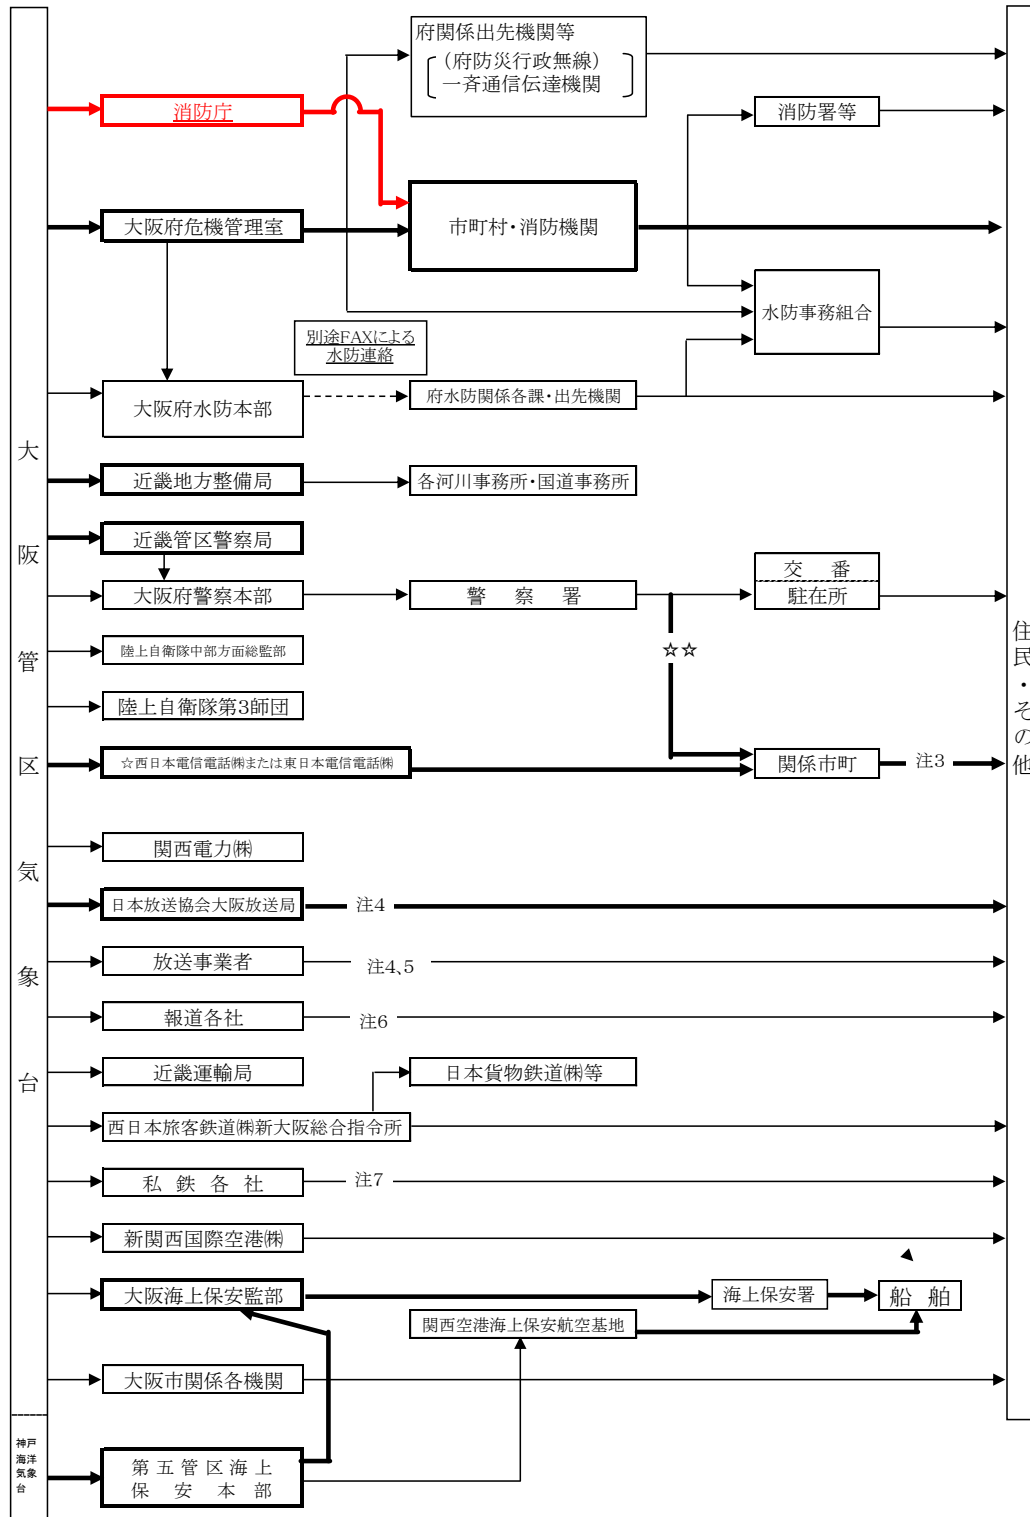 府関係出先機関等
(府防災行政無線)
一斉通信伝達機関
消防庁
消防署等
大阪府危機管理室
市町村・消防機関
水防事務組合
別途FAXによる
水防連絡
大阪府水防本部
府水防関係各課・出先機関
近畿地方整備局
各河川事務所・国道事務所
近畿管区警察局
大阪府警察本部
警察署
交番
駐在所
陸上自衛隊中部方面総監部
☆☆
陸上自衛隊第3師団
☆西日本電信電話㈱または東日本電信電話㈱
関係市町
注3
関西電力㈱
日本放送協会大阪放送局
注4
放送事業者
注4、5
報道各社
注6
近畿運輸局
日本貨物鉄道㈱等
西日本旅客鉄道㈱新大阪総合指令所
私鉄各社
注7
新関西国際空港㈱
大阪海上保安監部
海上保安署
船舶
関西空港海上保安航空基地
大阪市関係各機関
第五管区海上
保安本部
大阪管区気象台
神戸
海洋
気象
台
住民・その他